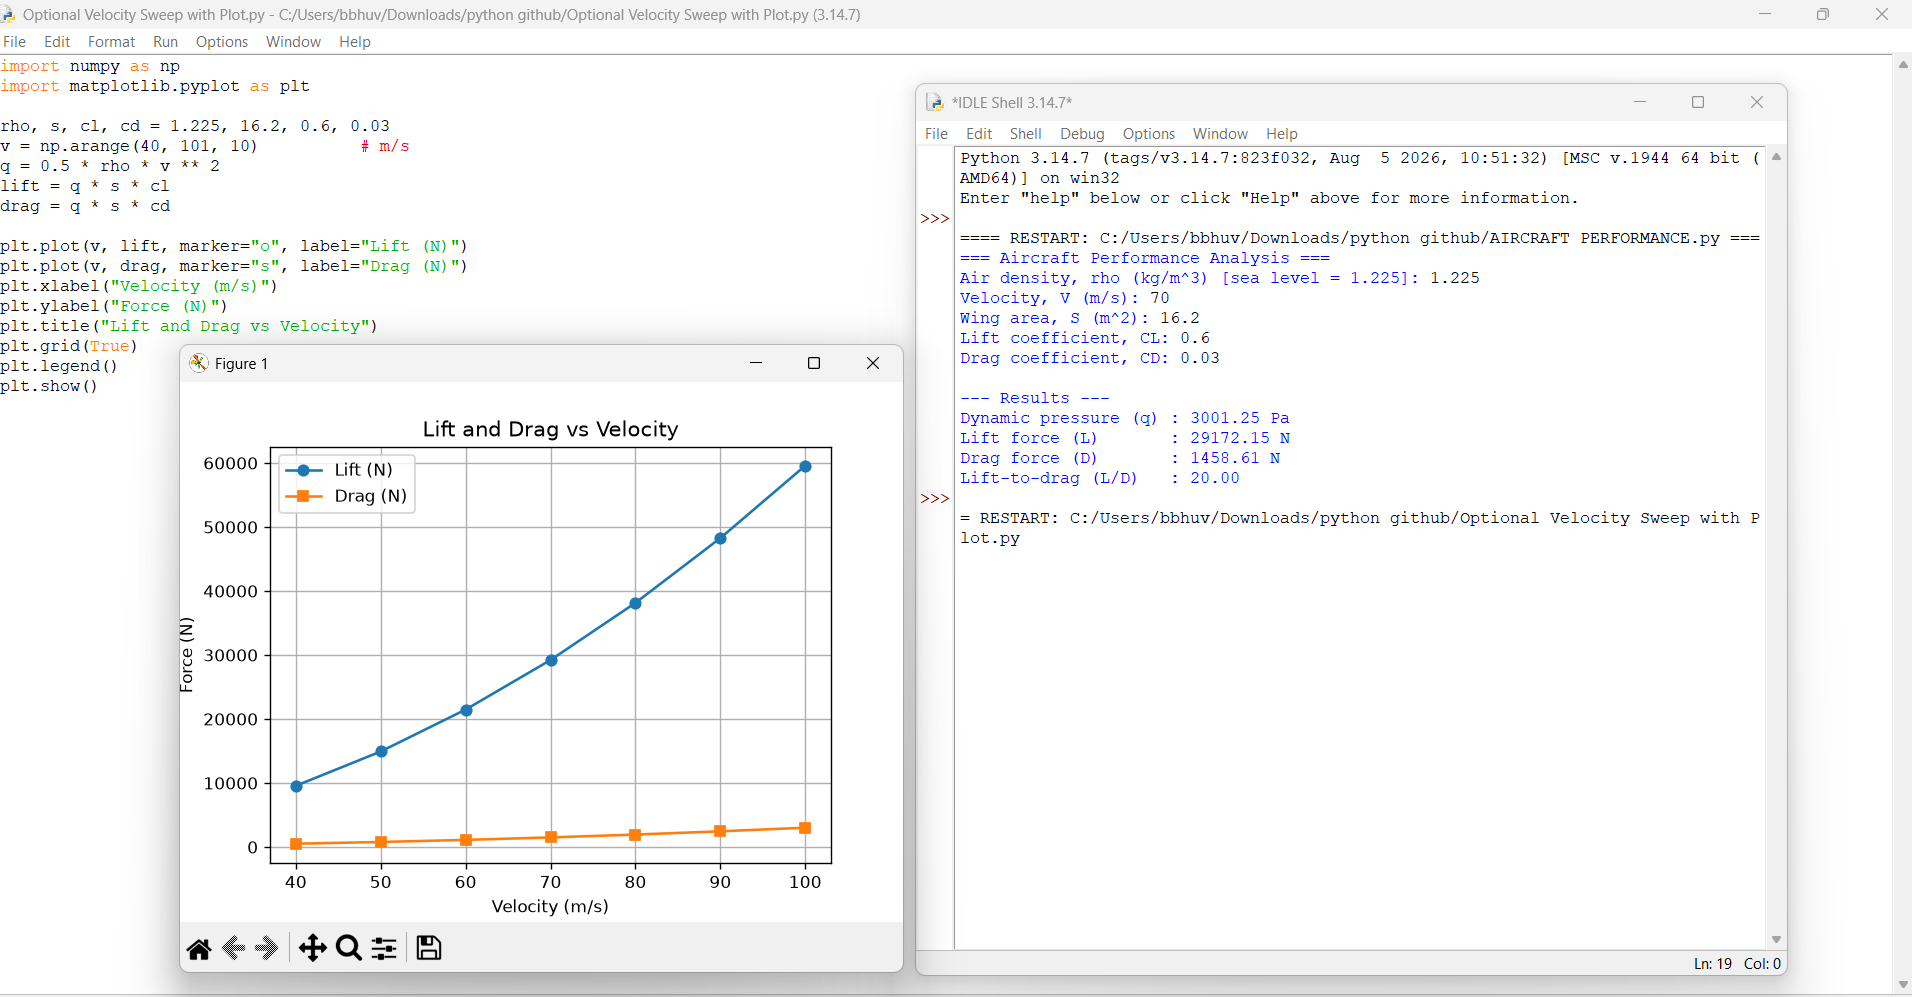 Optional Velocity Sweep with Plot.py - C:/Users/bbhuv/Downloads/python github/Optional Velocity Sweep with Plot.py (3.14.7)
File Edit Format Run Options Window Help
import numpy as np
import matplotlib.pyplot as plt
rho, s, cl, cd = 1.225, 16.2, 0.6, 0.03
v = np.arange(40, 101, 10)          # m/s
q = 0.5 * rho * v ** 2
lift = q * s * cl
drag = q * s * cd
plt.plot(v, lift, marker="o", label="Lift (N)")
plt.plot(v, drag, marker="s", label="Drag (N)")
plt.xlabel("Velocity (m/s)")
plt.ylabel("Force (N)")
plt.title("Lift and Drag vs Velocity")
plt.grid(True)
plt.legend()
plt.show()
Figure 1
Lift and Drag vs Velocity
Lift (N)
Drag (N)
60000
50000
40000
30000
20000
10000
0
Force (N)
40 50 60 70 80 90 100
Velocity (m/s)
*IDLE Shell 3.14.7*
File Edit Shell Debug Options Window Help
Python 3.14.7 (tags/v3.14.7:823f032, Aug  5 2026, 10:51:32) [MSC v.1944 64 bit (
AMD64)] on win32
Enter "help" below or click "Help" above for more information.
>>>
==== RESTART: C:/Users/bbhuv/Downloads/python github/AIRCRAFT PERFORMANCE.py ===
=== Aircraft Performance Analysis ===
Air density, rho (kg/m^3) [sea level = 1.225]: 1.225
Velocity, V (m/s): 70
Wing area, S (m^2): 16.2
Lift coefficient, CL: 0.6
Drag coefficient, CD: 0.03
--- Results ---
Dynamic pressure (q) : 3001.25 Pa
Lift force (L)       : 29172.15 N
Drag force (D)       : 1458.61 N
Lift-to-drag (L/D)   : 20.00
>>>
= RESTART: C:/Users/bbhuv/Downloads/python github/Optional Velocity Sweep with P
lot.py
Ln: 19 Col: 0